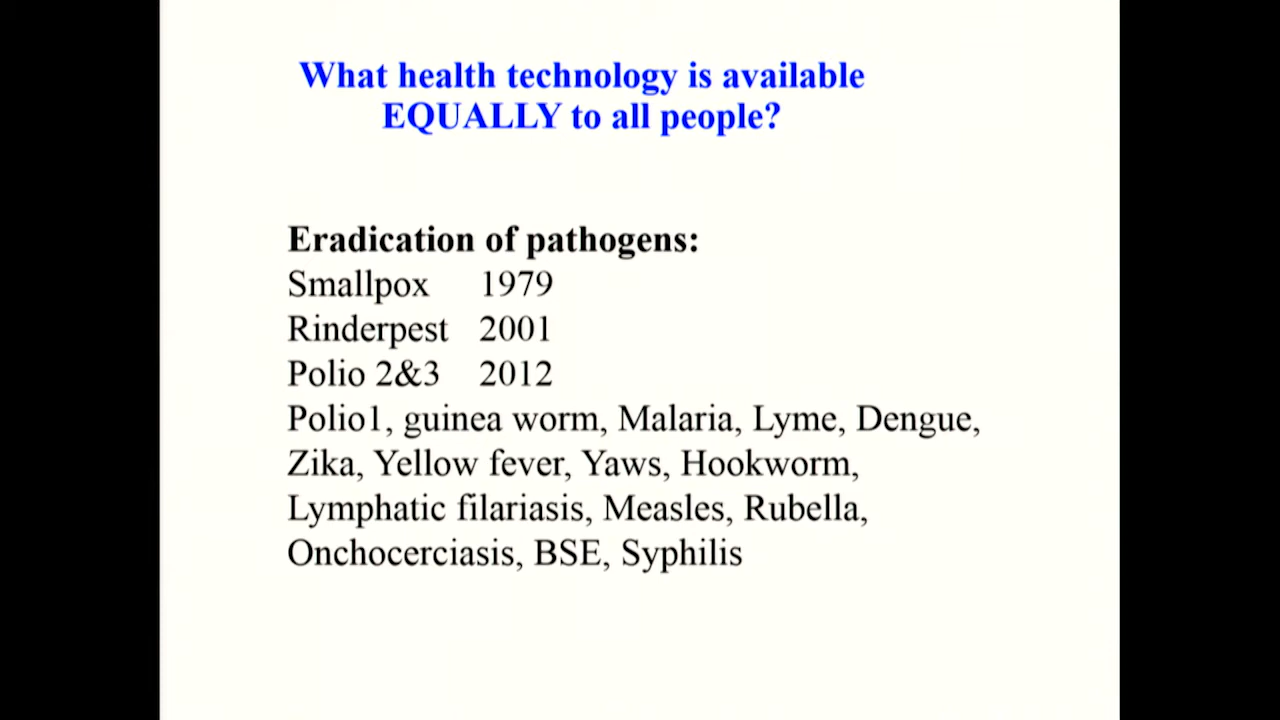 What health technology is available
EQUALLY to all people?
Eradication of pathogens:
Smallpox 1979
Rinderpest 2001
Polio 2&3 2012
Polio1, guinea worm, Malaria, Lyme, Dengue,
Zika, Yellow fever, Yaws, Hookworm,
Lymphatic filariasis, Measles, Rubella,
Onchocerciasis, BSE, Syphilis